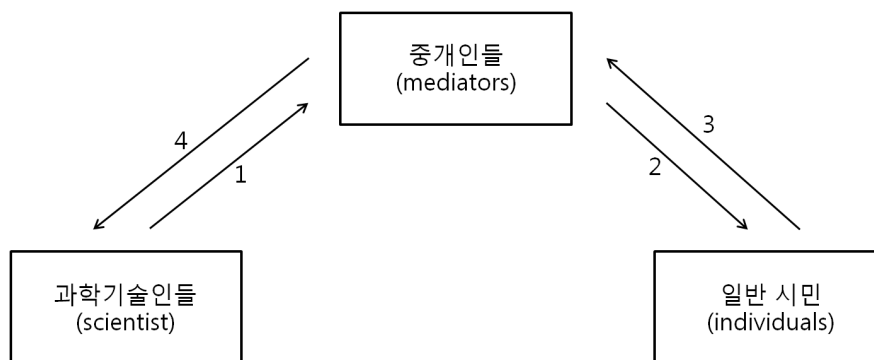 중개인들
(mediators)
4
1
3
2
과학기술인들
(scientist)
일반 시민
(individuals)